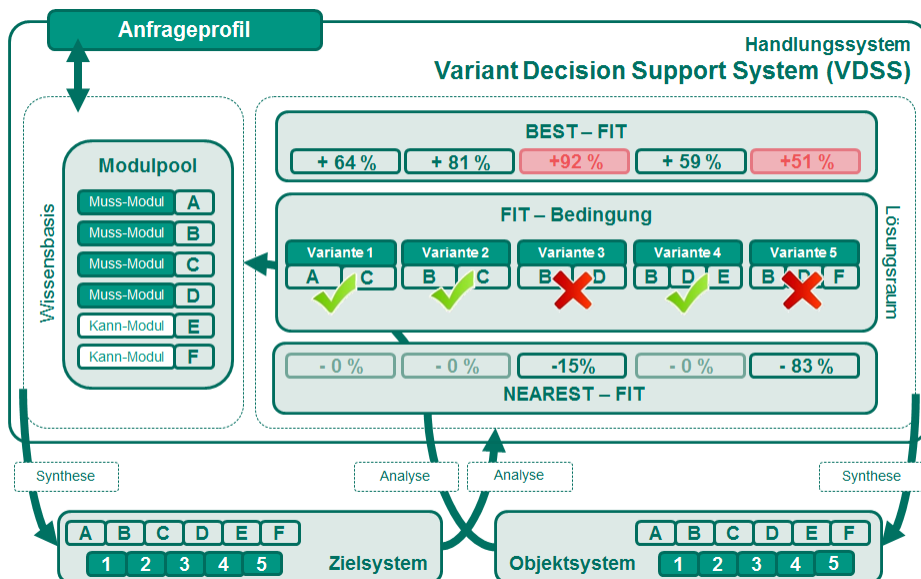 Anfrageprofil
Handlungssystem
Variant Decision Support System (VDSS)
Wissensbasis
Modulpool
Muss-Modul A
Muss-Modul B
Muss-Modul C
Muss-Modul D
Kann-Modul E
Kann-Modul F
BEST – FIT
+ 64 % + 81 % +92 % + 59 % +51 %
FIT – Bedingung
Variante 1 Variante 2 Variante 3 Variante 4 Variante 5
A C B C B D B D E B D F
- 0 % - 0 % -15% - 0 % - 83 %
NEAREST – FIT
Lösungsraum
Synthese Analyse Analyse Synthese
A B C D E F
1 2 3 4 5
Zielsystem
A B C D E F
Objektsystem
1 2 3 4 5